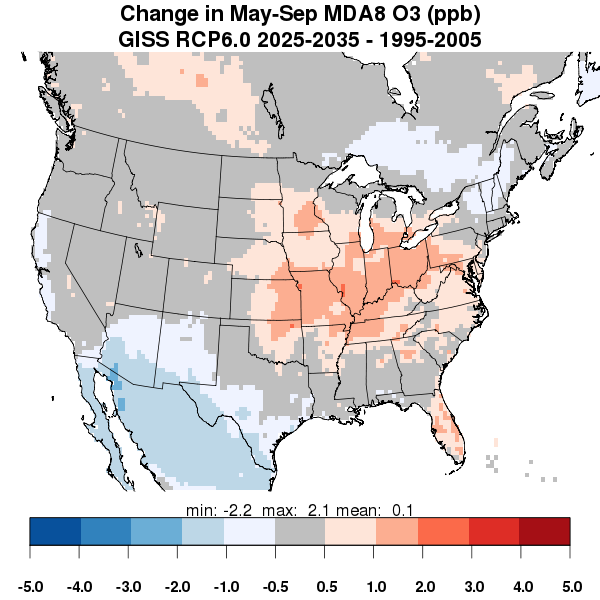 Change in May-Sep MDA8 O3 (ppb)
GISS RCP6.0 2025-2035 - 1995-2005
min: -2.2 max: 2.1 mean: 0.1
-5.0 -4.0 -3.0 -2.0 -1.0 -0.5 0.5 1.0 2.0 3.0 4.0 5.0